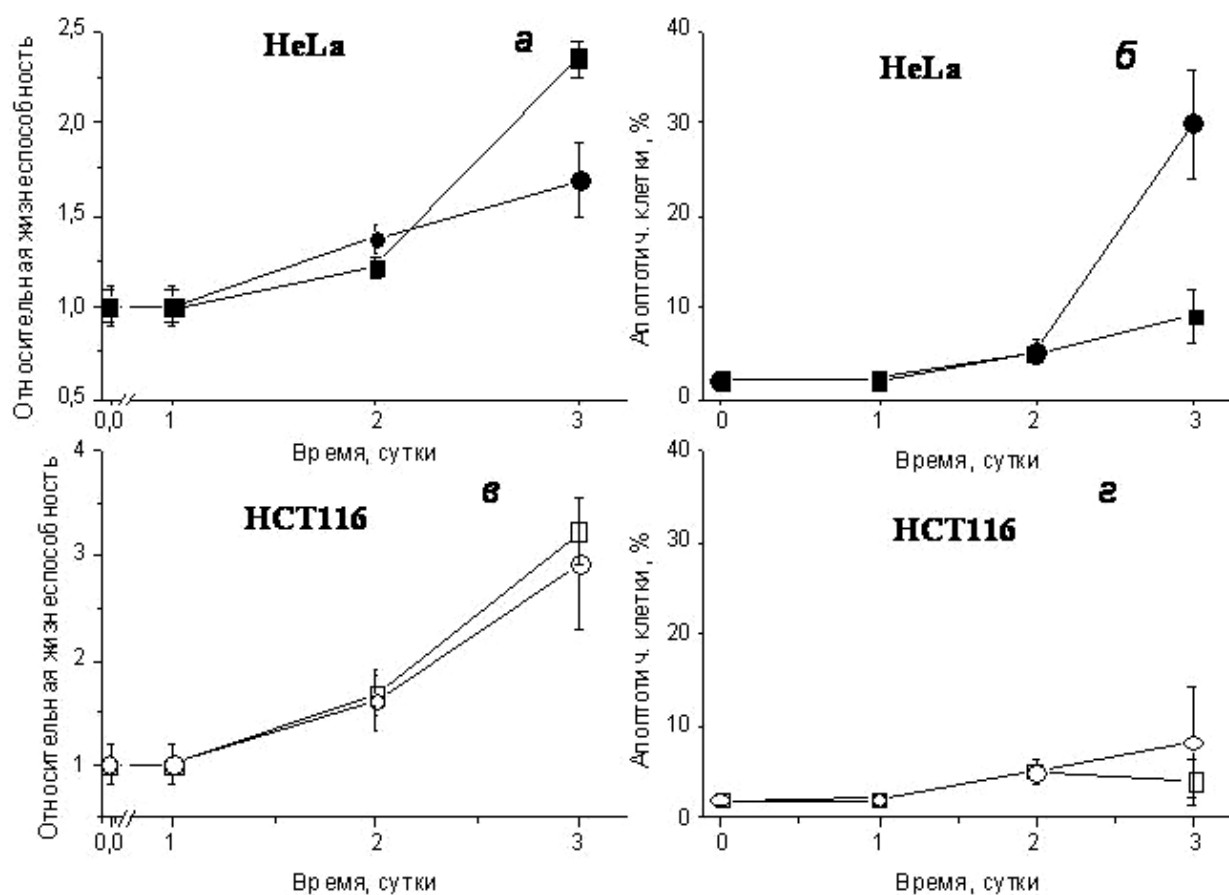 Относительная жизнеспособность
2,5
2,0
1,5
1,0
0,5
HeLa
а
0,0
1
2
3
Время, сутки
Апоптотич. клетки, %
40
30
20
10
0
HeLa
б
0
1
2
3
Время, сутки
Относительная жизнеспособность
4
3
2
1
HCT116
в
0,0
1
2
3
Время, сутки
Апоптотич. клетки, %
40
30
20
10
0
HCT116
г
0
1
2
3
Время, сутки